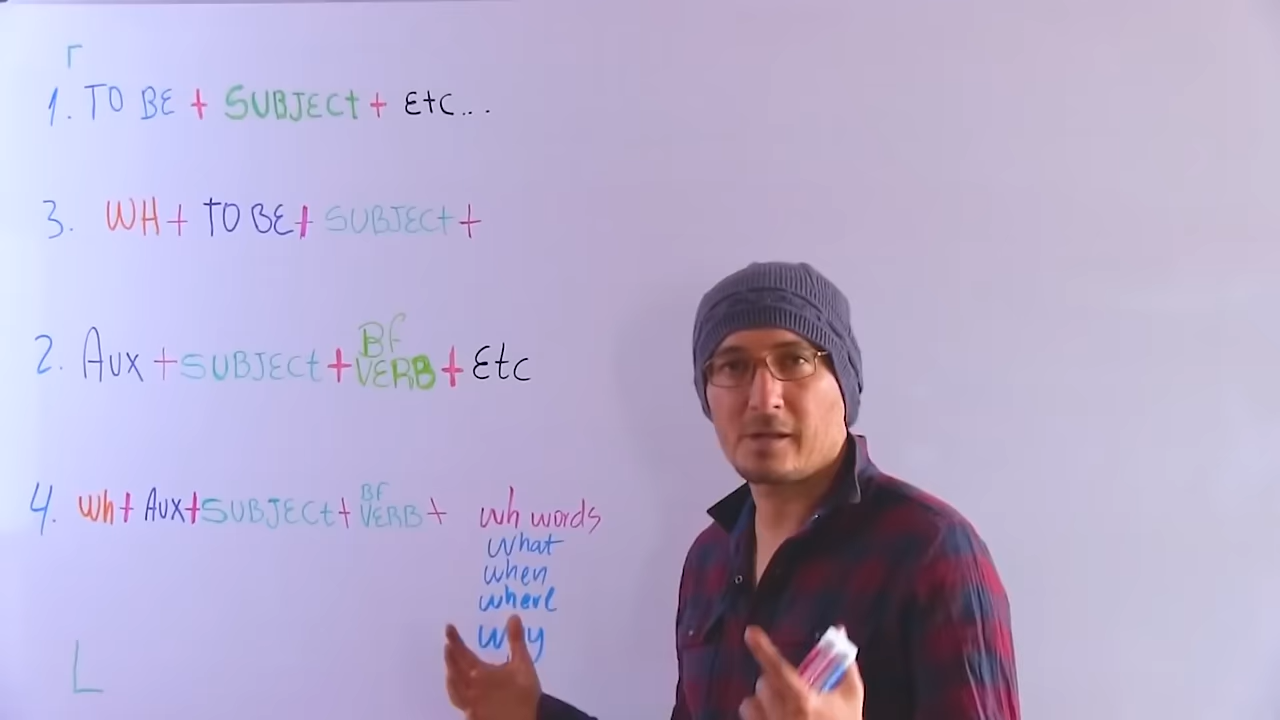 1. TO BE + SUBJECT + Etc...
3. WH + TO BE + SUBJECT +
2. Aux + SUBJECT + BF VERB + Etc
4. Wh + Aux + SUBJECT + BF VERB +
wh words
what
when
where
why